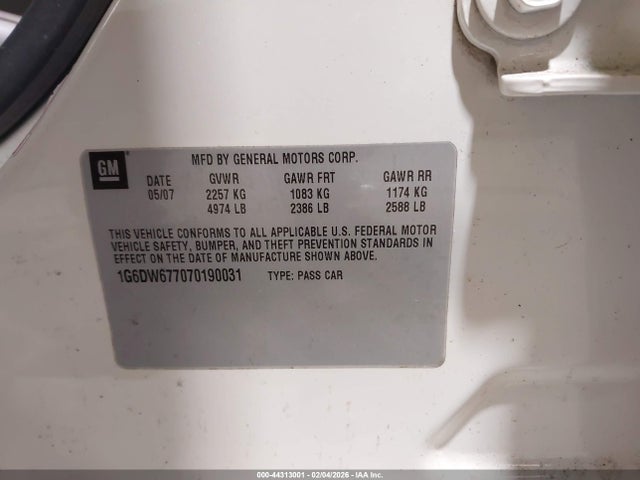 GM
MFD BY GENERAL MOTORS CORP.
DATE GVWR GAWR FRT GAWR RR
05/07 2257 KG 1083 KG 1174 KG
4974 LB 2386 LB 2588 LB
THIS VEHICLE CONFORMS TO ALL APPLICABLE U.S. FEDERAL MOTOR
VEHICLE SAFETY, BUMPER, AND THEFT PREVENTION STANDARDS IN
EFFECT ON THE DATE OF MANUFACTURE SHOWN ABOVE.
1G6DW677070190031 TYPE: PASS CAR
000-44313001 - 02/04/2026 - IAAI.com